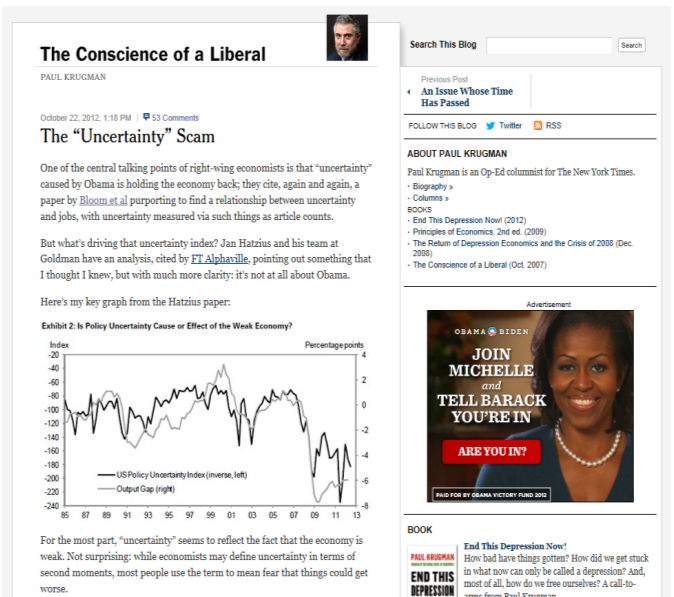 The Conscience of a Liberal
PAUL KRUGMAN
Search This Blog
Search
Previous Post
An Issue Whose Time
Has Passed
FOLLOW THIS BLOG Twitter RSS
October 22, 2012, 1:18 PM 53 Comments
The “Uncertainty” Scam
One of the central talking points of right-wing economists is that “uncertainty”
caused by Obama is holding the economy back; they cite, again and again, a
paper by Bloom et al purporting to find a relationship between uncertainty
and jobs, with uncertainty measured via such things as article counts.
But what’s driving that uncertainty index? Jan Hatzius and his team at
Goldman have an analysis, cited by FT Alphaville, pointing out something that
I thought I knew, but with much more clarity: it’s not at all about Obama.
Here’s my key graph from the Hatzius paper:
Exhibit 2: Is Policy Uncertainty Cause or Effect of the Weak Economy?
Index
Percentage points
-20
-40
-60
-80
-100
-120
-140
-160
-180
-200
-220
-240
4
2
0
-2
-4
-6
-8
US Policy Uncertainty Index (inverse, left)
Output Gap (right)
85 87 89 91 93 95 97 99 01 03 05 07 09 11 13
For the most part, “uncertainty” seems to reflect the fact that the economy is
weak. Not surprising: while economists may define uncertainty in terms of
second moments, most people use the term to mean fear that things could get
worse.
ABOUT PAUL KRUGMAN
Paul Krugman is an Op-Ed columnist for The New York Times.
· Biography »
· Columns »
BOOKS
· End This Depression Now! (2012)
· Principles of Economics, 2nd ed. (2009)
· The Return of Depression Economics and the Crisis of 2008 (Dec.
2008)
· The Conscience of a Liberal (Oct. 2007)
Advertisement
OBAMA BIDEN
JOIN
MICHELLE
and
TELL BARACK
YOU'RE IN
ARE YOU IN?
PAID FOR BY OBAMA VICTORY FUND 2012
BOOK
PAUL KRUGMAN
END THIS
DEPRESSION
End This Depression Now!
How bad have things gotten? How did we get stuck
in what now can only be called a depression? And,
most of all, how do we free ourselves? A call-to-
arms from Paul Krugman